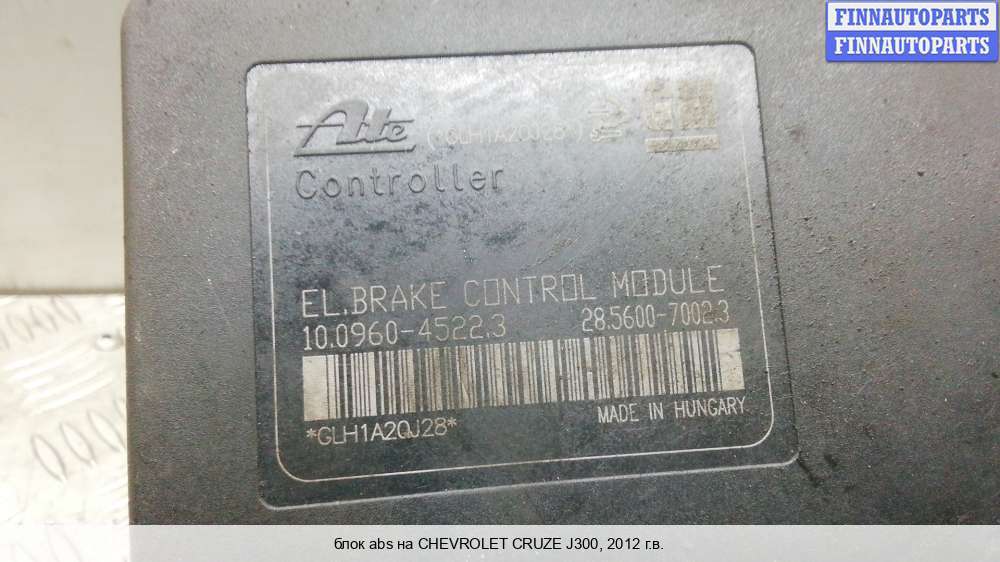 FINNAUTOPARTS
FINNAUTOPARTS
Ate
Controller
EL.BRAKE CONTROL MODULE
10.0960-4522.3 28.5600-7002.3
*GLH1A2QJ28* MADE IN HUNGARY
блок abs на CHEVROLET CRUZE J300, 2012 г.в.